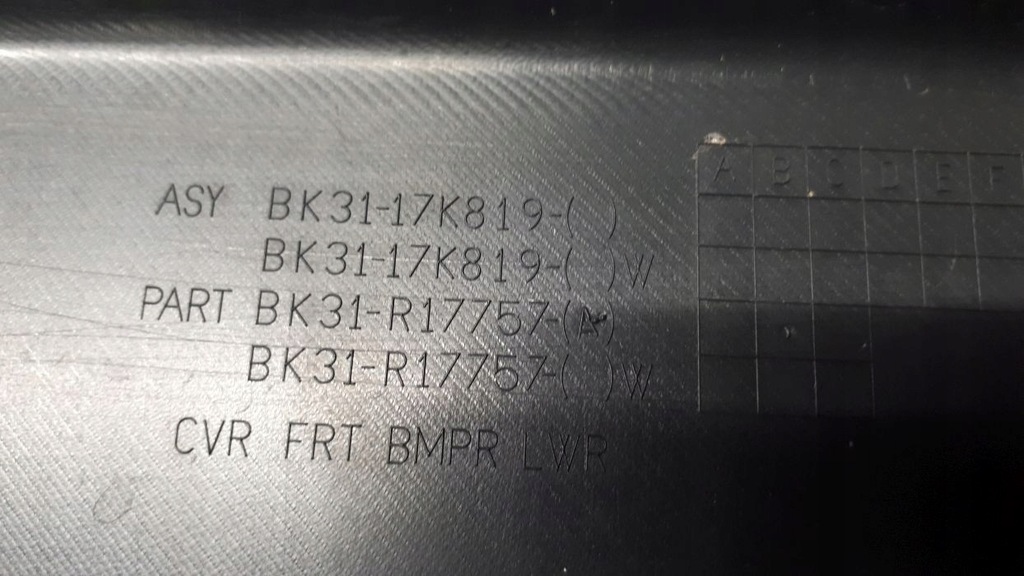 ASY BK31-17K819-( )
BK31-17K819-( )W
PART BK31-R17757-(A)
BK31-R17757-( )W
CVR FRT BMPR LWR
A B C D E F